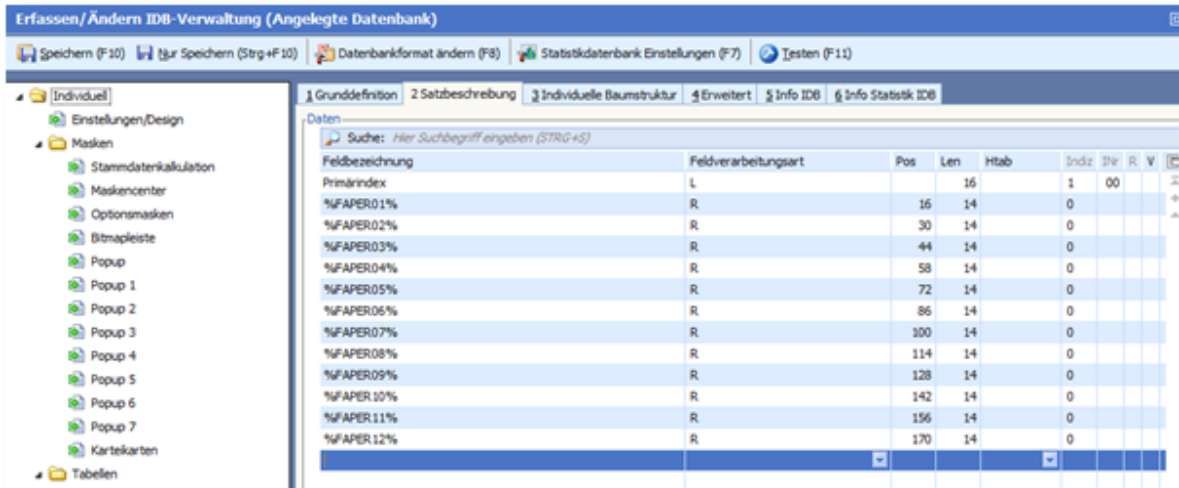 Erfassen/Ändern IDB-Verwaltung (Angelegte Datenbank)
Speichern (F10) Nur Speichern (Strg+F10) Datenbankformat ändern (F8) Statistikdatenbank Einstellungen (F7) Testen (F11)
Individuell
Einstellungen/Design
Masken
Stammdatenkalkulation
Maskencenter
Optionsmasken
Bitmapleiste
Popup
Popup 1
Popup 2
Popup 3
Popup 4
Popup 5
Popup 6
Popup 7
Karteikarten
Tabellen
1 Grunddefinition 2 Satzbeschreibung 3 Individuelle Baumstruktur 4 Erweitert 5 Info IDB 6 Info Statistik IDB
Daten
Suche: Hier Suchbegriff eingeben (STRG+S)
Feldbezeichnung Feldverarbeitungsart Pos Len Htab Indiz INr R V
Primärindex L 16 1 00
%FAPER01% R 16 14 0
%FAPER02% R 30 14 0
%FAPER03% R 44 14 0
%FAPER04% R 58 14 0
%FAPER05% R 72 14 0
%FAPER06% R 86 14 0
%FAPER07% R 100 14 0
%FAPER08% R 114 14 0
%FAPER09% R 128 14 0
%FAPER10% R 142 14 0
%FAPER11% R 156 14 0
%FAPER12% R 170 14 0